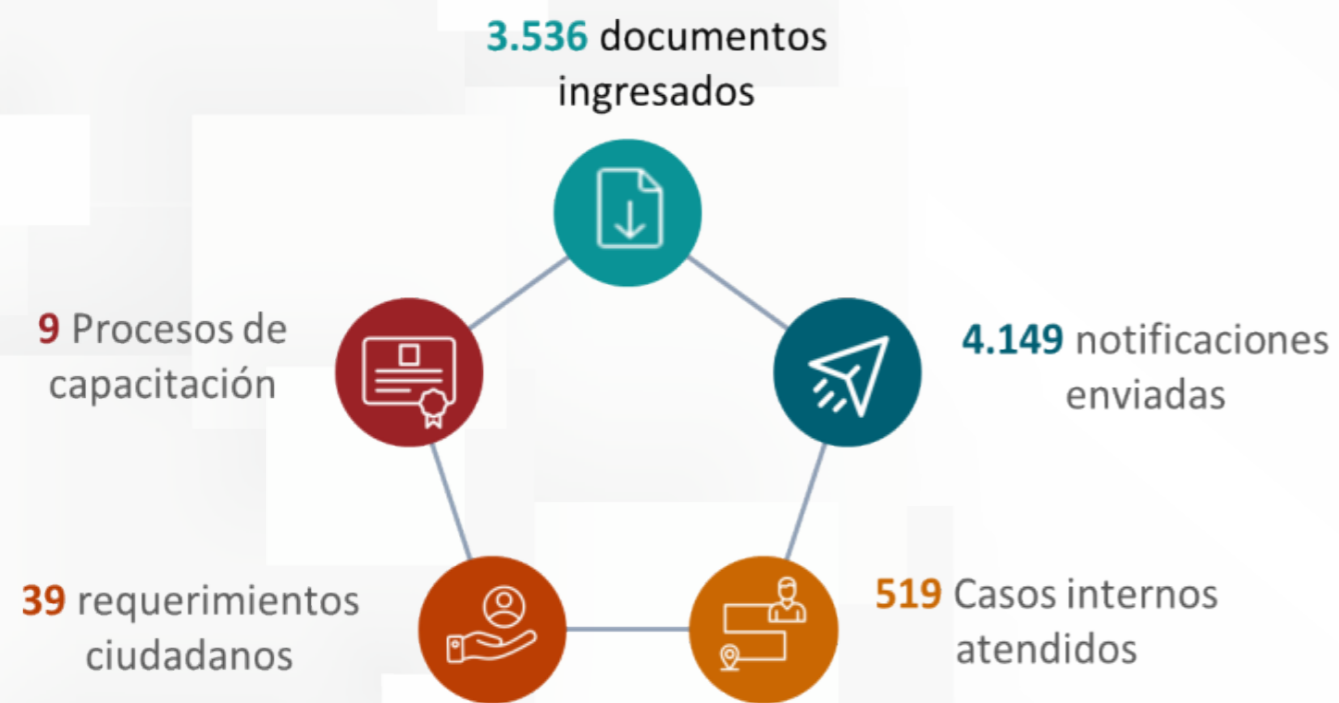 3.536 documentos
ingresados
9 Procesos de
capacitación
4.149 notificaciones
enviadas
39 requerimientos
ciudadanos
519 Casos internos
atendidos